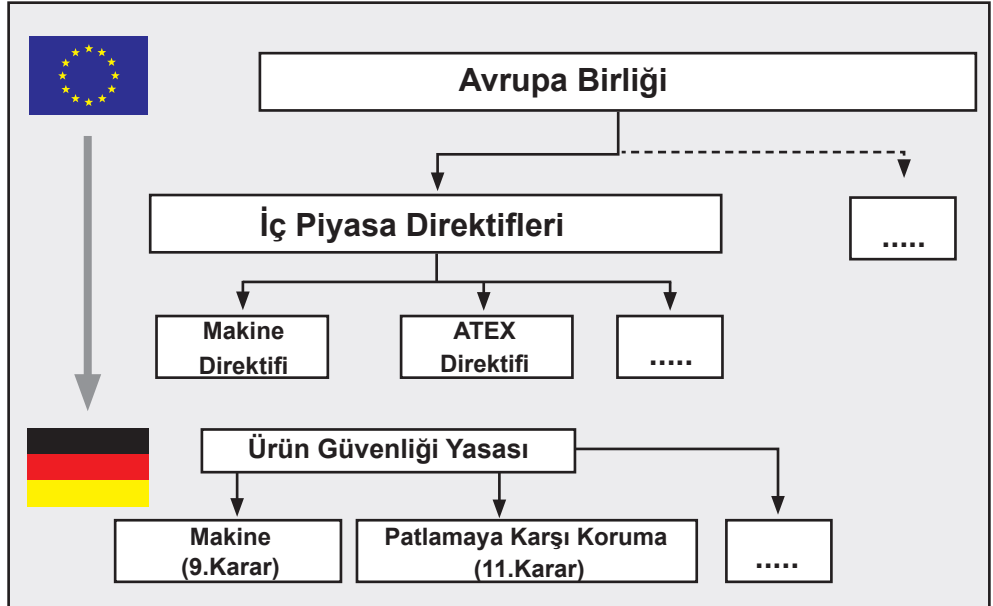 Avrupa Birliği
İç Piyasa Direktifleri
.....
Makine
Direktifi
ATEX
Direktifi
.....
Ürün Güvenliği Yasası
Makine
(9.Karar)
Patlamaya Karşı Koruma
(11.Karar)
.....